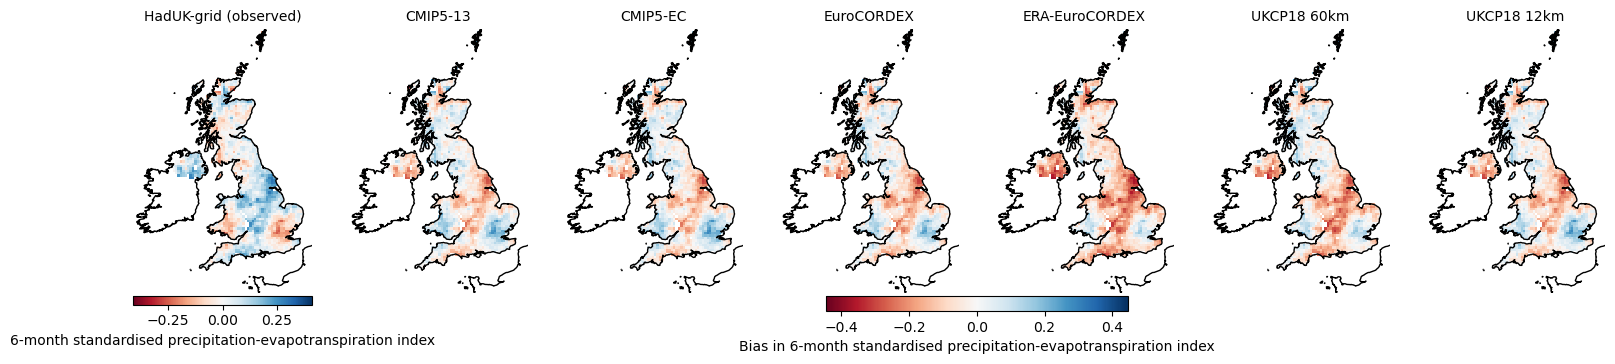 HadUK-grid (observed)
CMIP5-13
CMIP5-EC
EuroCORDEX
ERA-EuroCORDEX
UKCP18 60km
UKCP18 12km
−0.25 0.00 0.25
6-month standardised precipitation-evapotranspiration index
−0.4 −0.2 0.0 0.2 0.4
Bias in 6-month standardised precipitation-evapotranspiration index